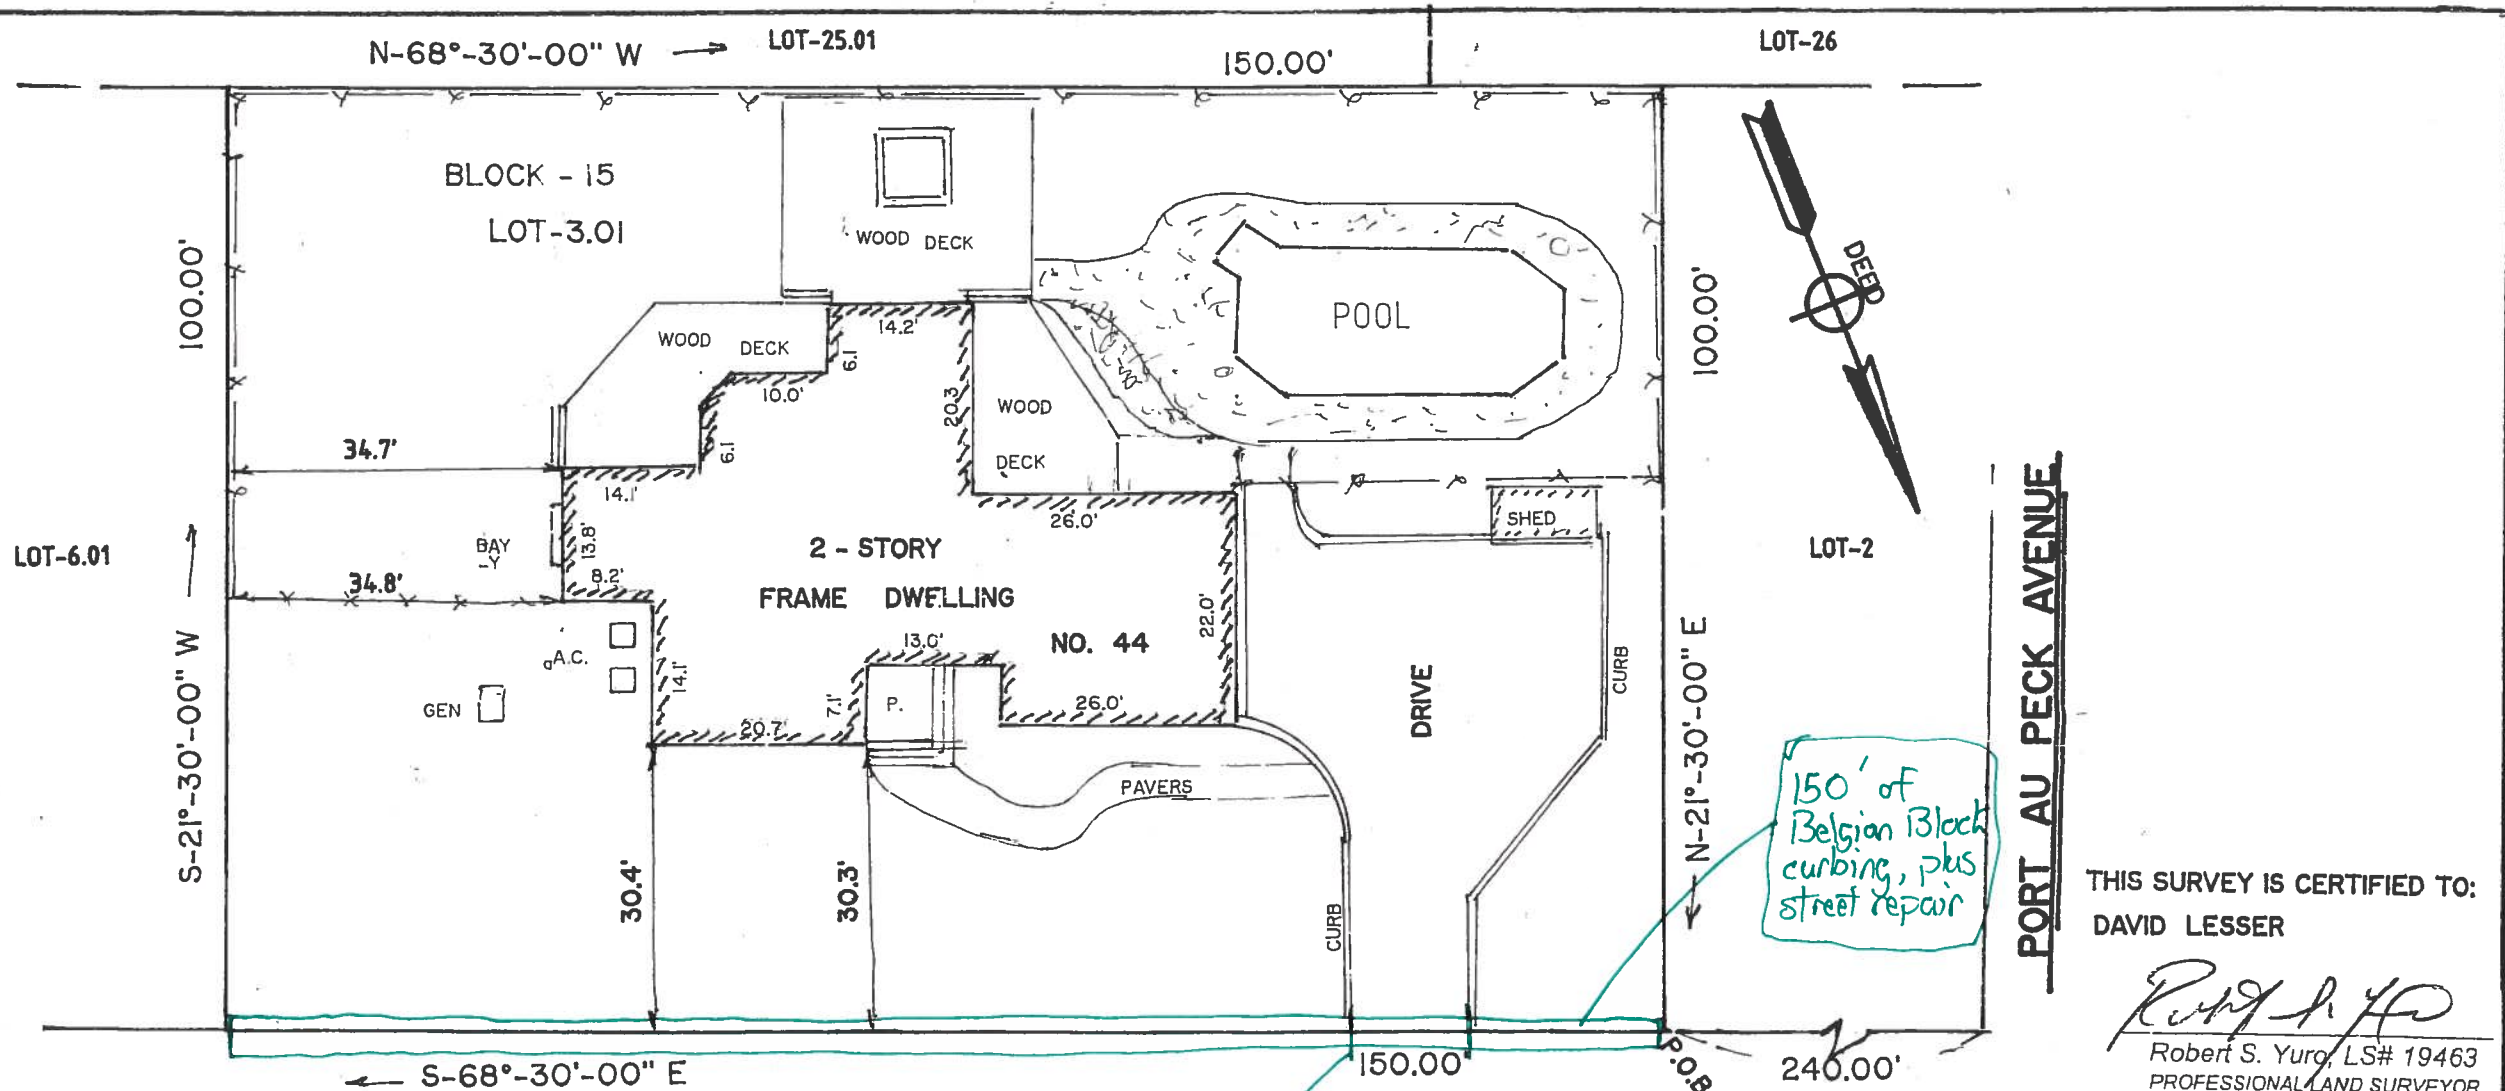 N-68°-30'-00" W
LOT-25.01
150.00'
LOT-26
BLOCK - 15
LOT-3.01
WOOD DECK
100.00'
DEED
POOL
100.00'
14.2'
WOOD DECK
6.1
10.0'
20.3
WOOD
DECK
34.7'
6.1
14.1'
26.0'
SHED
LOT-6.01
BAY
-Y
13.8'
2 - STORY
FRAME DWELLING
NO. 44
LOT-2
34.8'
8.2'
22.0'
13.0'
A.C.
14.1'
GEN
7.1'
P.
26.0'
20.7'
DRIVE
CURB
S-21°-30'-00" W
N-21°-30'-00" E
PORT AU PECK AVENUE
PAVERS
150' of
Belgian Block
curbing, plus
street repair
30.4'
30.3'
CURB
THIS SURVEY IS CERTIFIED TO:
DAVID LESSER
Robert S. Yuro, LS# 19463
PROFESSIONAL LAND SURVEYOR
S-68°-30'-00" E
150.00'
P.O.B
240.00'